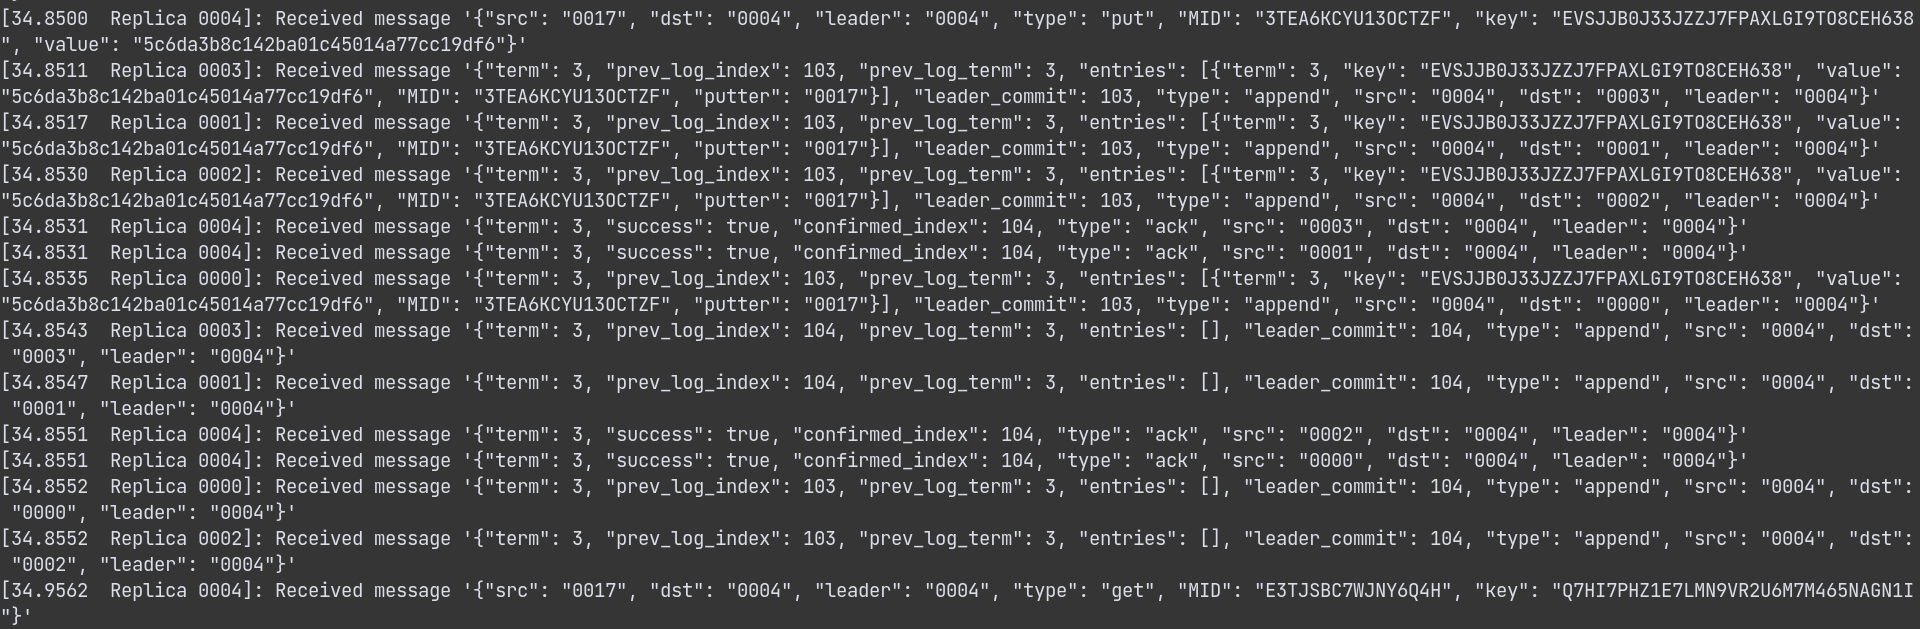 [34.8500  Replica 0004]: Received message '{"src": "0017", "dst": "0004", "leader": "0004", "type": "put", "MID": "3TEA6KCYU13OCTZF", "key": "EVSJJB0J33JZZJ7FPAXLGI9TO8CEH638
", "value": "5c6da3b8c142ba01c45014a77cc19df6"}'
[34.8511  Replica 0003]: Received message '{"term": 3, "prev_log_index": 103, "prev_log_term": 3, "entries": [{"term": 3, "key": "EVSJJB0J33JZZJ7FPAXLGI9TO8CEH638", "value":
"5c6da3b8c142ba01c45014a77cc19df6", "MID": "3TEA6KCYU13OCTZF", "putter": "0017"}], "leader_commit": 103, "type": "append", "src": "0004", "dst": "0003", "leader": "0004"}'
[34.8517  Replica 0001]: Received message '{"term": 3, "prev_log_index": 103, "prev_log_term": 3, "entries": [{"term": 3, "key": "EVSJJB0J33JZZJ7FPAXLGI9TO8CEH638", "value":
"5c6da3b8c142ba01c45014a77cc19df6", "MID": "3TEA6KCYU13OCTZF", "putter": "0017"}], "leader_commit": 103, "type": "append", "src": "0004", "dst": "0001", "leader": "0004"}'
[34.8530  Replica 0002]: Received message '{"term": 3, "prev_log_index": 103, "prev_log_term": 3, "entries": [{"term": 3, "key": "EVSJJB0J33JZZJ7FPAXLGI9TO8CEH638", "value":
"5c6da3b8c142ba01c45014a77cc19df6", "MID": "3TEA6KCYU13OCTZF", "putter": "0017"}], "leader_commit": 103, "type": "append", "src": "0004", "dst": "0002", "leader": "0004"}'
[34.8531  Replica 0004]: Received message '{"term": 3, "success": true, "confirmed_index": 104, "type": "ack", "src": "0003", "dst": "0004", "leader": "0004"}'
[34.8531  Replica 0004]: Received message '{"term": 3, "success": true, "confirmed_index": 104, "type": "ack", "src": "0001", "dst": "0004", "leader": "0004"}'
[34.8535  Replica 0000]: Received message '{"term": 3, "prev_log_index": 103, "prev_log_term": 3, "entries": [{"term": 3, "key": "EVSJJB0J33JZZJ7FPAXLGI9TO8CEH638", "value":
"5c6da3b8c142ba01c45014a77cc19df6", "MID": "3TEA6KCYU13OCTZF", "putter": "0017"}], "leader_commit": 103, "type": "append", "src": "0004", "dst": "0000", "leader": "0004"}'
[34.8543  Replica 0003]: Received message '{"term": 3, "prev_log_index": 104, "prev_log_term": 3, "entries": [], "leader_commit": 104, "type": "append", "src": "0004", "dst":
 "0003", "leader": "0004"}'
[34.8547  Replica 0001]: Received message '{"term": 3, "prev_log_index": 104, "prev_log_term": 3, "entries": [], "leader_commit": 104, "type": "append", "src": "0004", "dst":
 "0001", "leader": "0004"}'
[34.8551  Replica 0004]: Received message '{"term": 3, "success": true, "confirmed_index": 104, "type": "ack", "src": "0002", "dst": "0004", "leader": "0004"}'
[34.8551  Replica 0004]: Received message '{"term": 3, "success": true, "confirmed_index": 104, "type": "ack", "src": "0000", "dst": "0004", "leader": "0004"}'
[34.8552  Replica 0000]: Received message '{"term": 3, "prev_log_index": 103, "prev_log_term": 3, "entries": [], "leader_commit": 104, "type": "append", "src": "0004", "dst":
 "0000", "leader": "0004"}'
[34.8552  Replica 0002]: Received message '{"term": 3, "prev_log_index": 103, "prev_log_term": 3, "entries": [], "leader_commit": 104, "type": "append", "src": "0004", "dst":
 "0002", "leader": "0004"}'
[34.9562  Replica 0004]: Received message '{"src": "0017", "dst": "0004", "leader": "0004", "type": "get", "MID": "E3TJSBC7WJNY6Q4H", "key": "Q7HI7PHZ1E7LMN9VR2U6M7M465NAGN1I
"}'